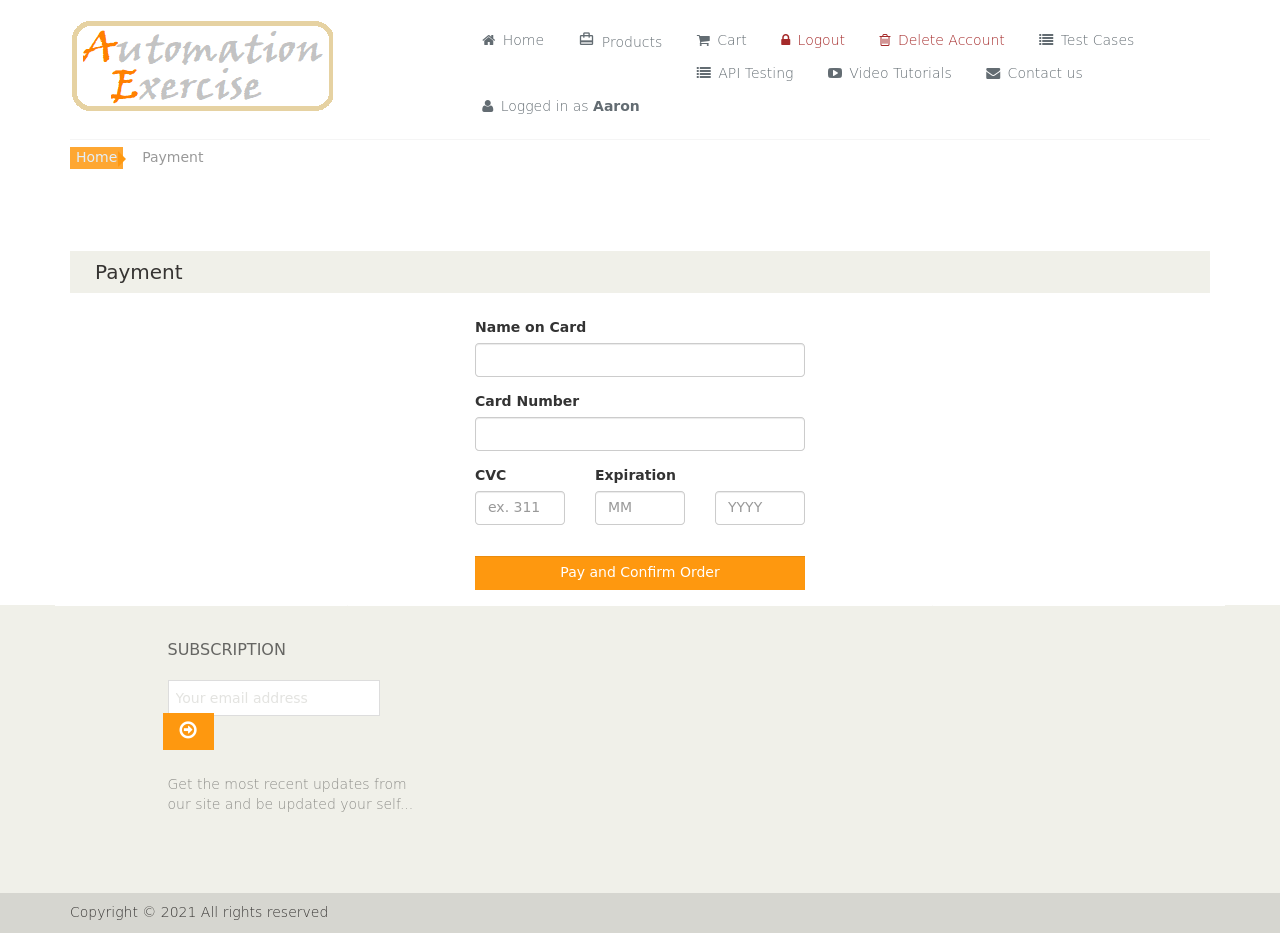 Automation
Exercise
Home
Products
Cart
Logout
Delete Account
Test Cases
API Testing
Video Tutorials
Contact us
Logged in as Aaron
Home
Payment
Payment
Name on Card
Card Number
CVC
Expiration
ex. 311
MM
YYYY
Pay and Confirm Order
SUBSCRIPTION
Your email address
Get the most recent updates from
our site and be updated your self...
Copyright © 2021 All rights reserved